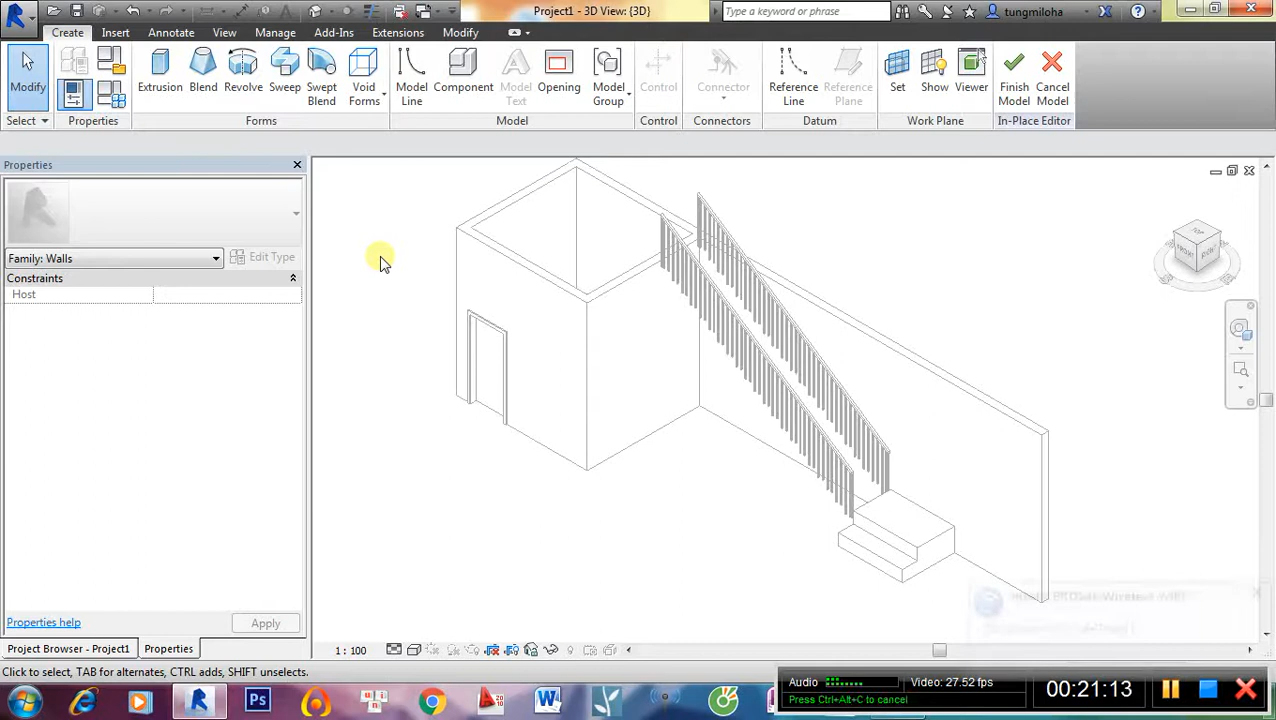 Project1 - 3D View: {3D}
Type a keyword or phrase
tungmiloha
Create Insert Annotate View Manage Add-Ins Extensions Modify
Modify
Extrusion Blend Revolve Sweep Swept Blend Void Forms
Model Line Component Model Text Opening Model Group
Control Connector
Reference Line Reference Plane
Set Show Viewer
Finish Model Cancel Model
Select Properties Forms Model Control Connectors Datum Work Plane In-Place Editor
Properties
Family: Walls Edit Type
Constraints
Host
TOP
FRONT
Properties help Apply
Project Browser - Project1 Properties
1 : 100
Click to select, TAB for alternates, CTRL adds, SHIFT unselects.
Audio Video: 27.52 fps
Press Ctrl+Alt+C to cancel
00:21:13
Ps
W